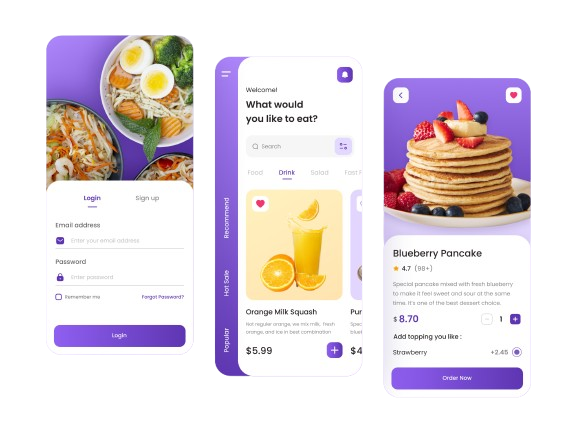 Login
Sign up
Email address
Enter your email address
Password
Enter password
Remember me
Forgot Password?
Login
Recommend
Hot Sale
Popular
Welcome!
What would
you like to eat?
Search
Food
Drink
Salad
Fast F
Orange Milk Squash
Not regular orange, we mix milk, fresh
orange, and ice in best combination
$5.99
Pur
Spec
bluet
$4
Blueberry Pancake
4.7 (99+)
Special pancake mixed with fresh blueberry
to make it feel sweet and sour at the same
time. It's one of the best dessert choice.
$ 8.70
1
Add topping you like :
Strawberry
+2.45
Order Now